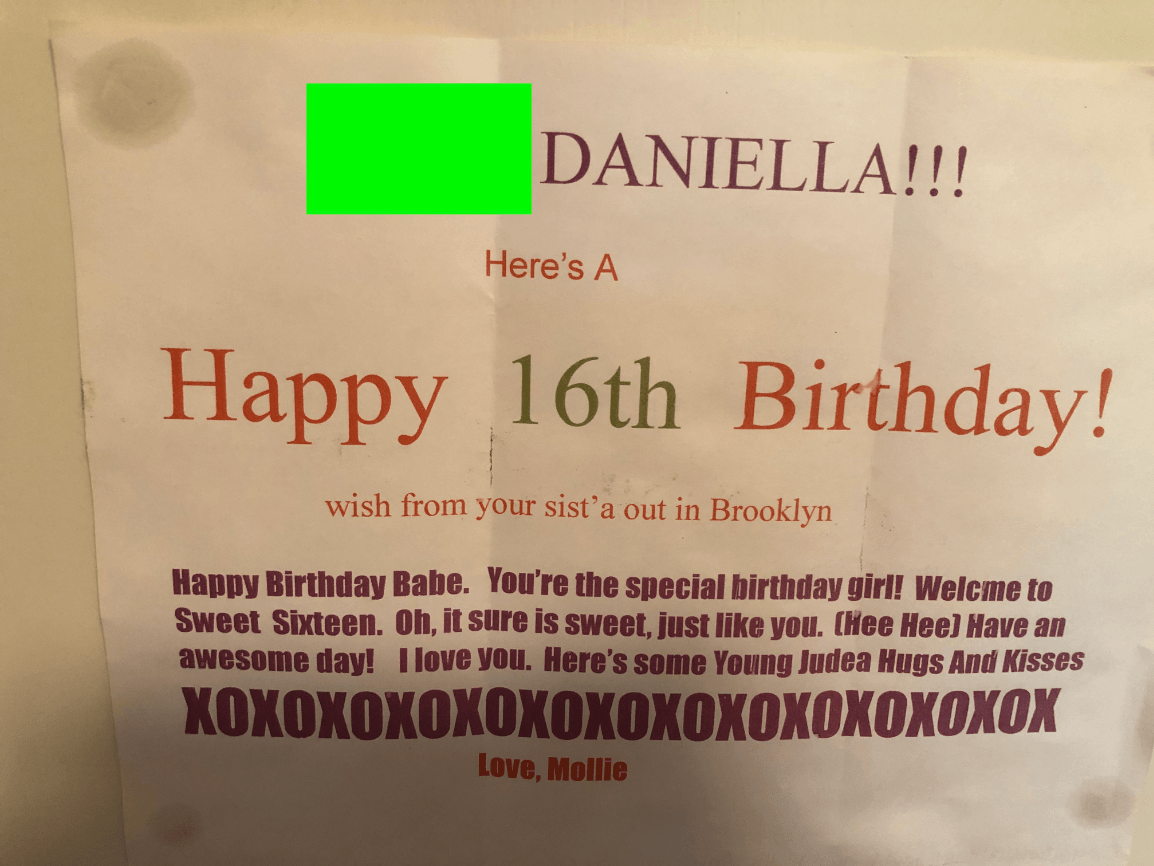 DANIELLA!!!
Here's A
Happy 16th Birthday!
wish from your sist'a out in Brooklyn
Happy Birthday Babe. You're the special birthday girl! Welcome to
Sweet Sixteen. Oh, it sure is sweet, just like you. (Hee Hee) Have an
awesome day! I love you. Here's some Young Judea Hugs And Kisses
XOXOXOXOXOXOXOXOXOXOXOXOXOX
Love, Mollie